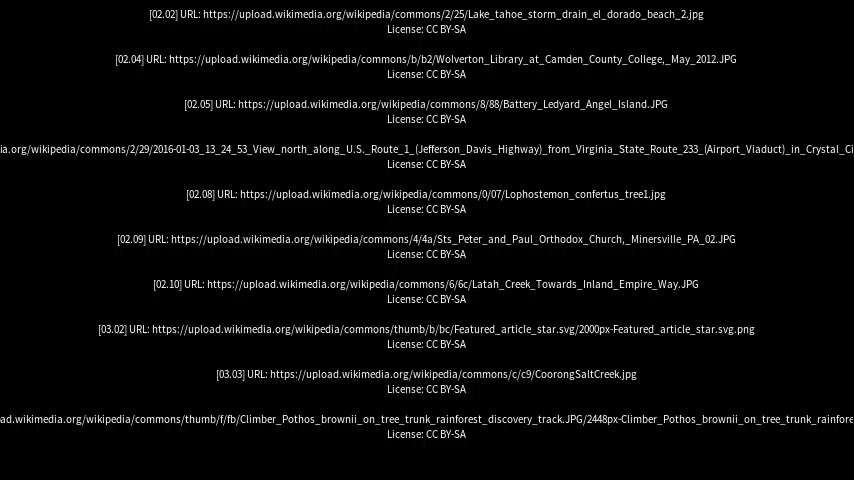 [02.02] URL: https://upload.wikimedia.org/wikipedia/commons/2/25/Lake_tahoe_storm_drain_el_dorado_beach_2.jpg
License: CC BY-SA
[02.04] URL: https://upload.wikimedia.org/wikipedia/commons/b/b2/Wolverton_Library_at_Camden_County_College,_May_2012.JPG
License: CC BY-SA
[02.05] URL: https://upload.wikimedia.org/wikipedia/commons/8/88/Battery_Ledyard_Angel_Island.JPG
License: CC BY-SA
ia.org/wikipedia/commons/2/29/2016-01-03_13_24_53_View_north_along_U.S._Route_1_(Jefferson_Davis_Highway)_from_Virginia_State_Route_233_(Airport_Viaduct)_in_Crystal_Ci
License: CC BY-SA
[02.08] URL: https://upload.wikimedia.org/wikipedia/commons/0/07/Lophostemon_confertus_tree1.jpg
License: CC BY-SA
[02.09] URL: https://upload.wikimedia.org/wikipedia/commons/4/4a/Sts_Peter_and_Paul_Orthodox_Church,_Minersville_PA_02.JPG
License: CC BY-SA
[02.10] URL: https://upload.wikimedia.org/wikipedia/commons/6/6c/Latah_Creek_Towards_Inland_Empire_Way.JPG
License: CC BY-SA
[03.02] URL: https://upload.wikimedia.org/wikipedia/commons/thumb/b/bc/Featured_article_star.svg/2000px-Featured_article_star.svg.png
License: CC BY-SA
[03.03] URL: https://upload.wikimedia.org/wikipedia/commons/c/c9/CoorongSaltCreek.jpg
License: CC BY-SA
ad.wikimedia.org/wikipedia/commons/thumb/f/fb/Climber_Pothos_brownii_on_tree_trunk_rainforest_discovery_track.JPG/2448px-Climber_Pothos_brownii_on_tree_trunk_rainfore
License: CC BY-SA